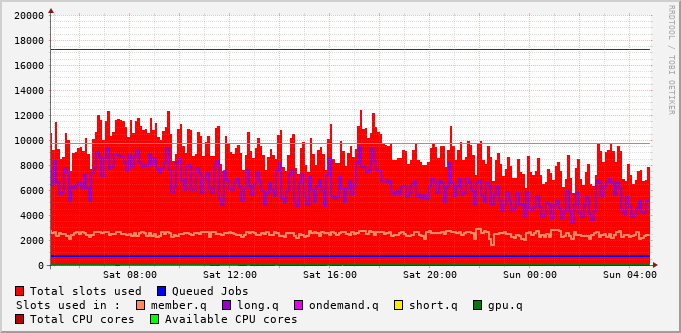 20000
18000
16000
14000
12000
10000
8000
6000
4000
2000
0
Sat 08:00 Sat 12:00 Sat 16:00 Sat 20:00 Sun 00:00 Sun 04:00
Total slots used Queued Jobs
Slots used in : member.q long.q ondemand.q short.q gpu.q
Total CPU cores Available CPU cores
RRDTOOL / TOBI OETIKER